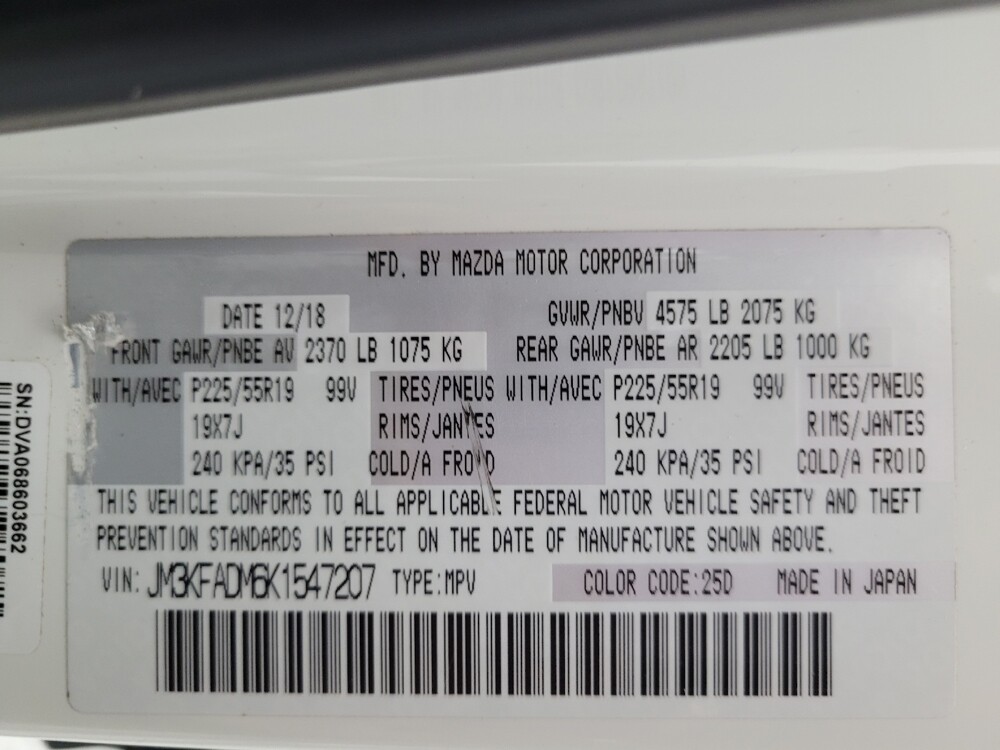 MFD. BY MAZDA MOTOR CORPORATION
DATE 12/18 GVWR/PNBV 4575 LB 2075 KG
FRONT GAWR/PNBE AV 2370 LB 1075 KG REAR GAWR/PNBE AR 2205 LB 1000 KG
WITH/AVEC P225/55R19 99V TIRES/PNEUS WITH/AVEC P225/55R19 99V TIRES/PNEUS
19X7J RIMS/JANTES 19X7J RIMS/JANTES
240 KPA/35 PSI COLD/A FROID 240 KPA/35 PSI COLD/A FROID
THIS VEHICLE CONFORMS TO ALL APPLICABLE FEDERAL MOTOR VEHICLE SAFETY AND THEFT
PREVENTION STANDARDS IN EFFECT ON THE DATE OF MANUFACTURE SHOWN ABOVE.
VIN: JM3KFADM6K1547207 TYPE:MPV COLOR CODE:25D MADE IN JAPAN
SN:DVA068603662